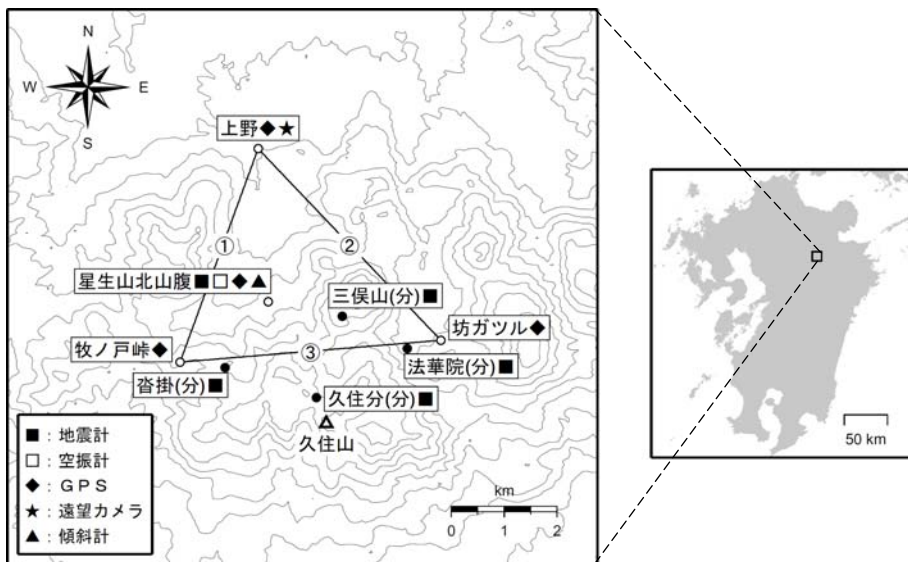 N
W
E
S
上野◆★
①
②
星生山北山腹■□◆▲
三俣山(分)■
坊ガツル◆
牧ノ戸峠◆
③
法華院(分)■
沓掛(分)■
久住分(分)■
久住山
■：地震計
□：空振計
◆：ＧＰＳ
★：遠望カメラ
▲：傾斜計
km
0 1 2
50 km